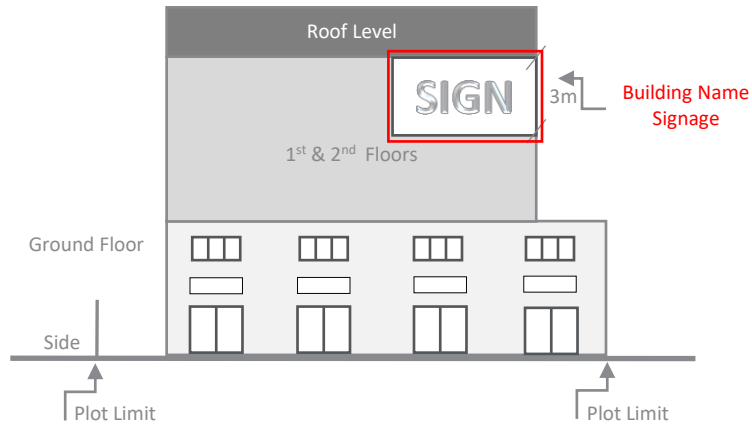 Roof Level
SIGN
3m
Building Name
Signage
1st & 2nd Floors
Ground Floor
Side
Plot Limit
Plot Limit